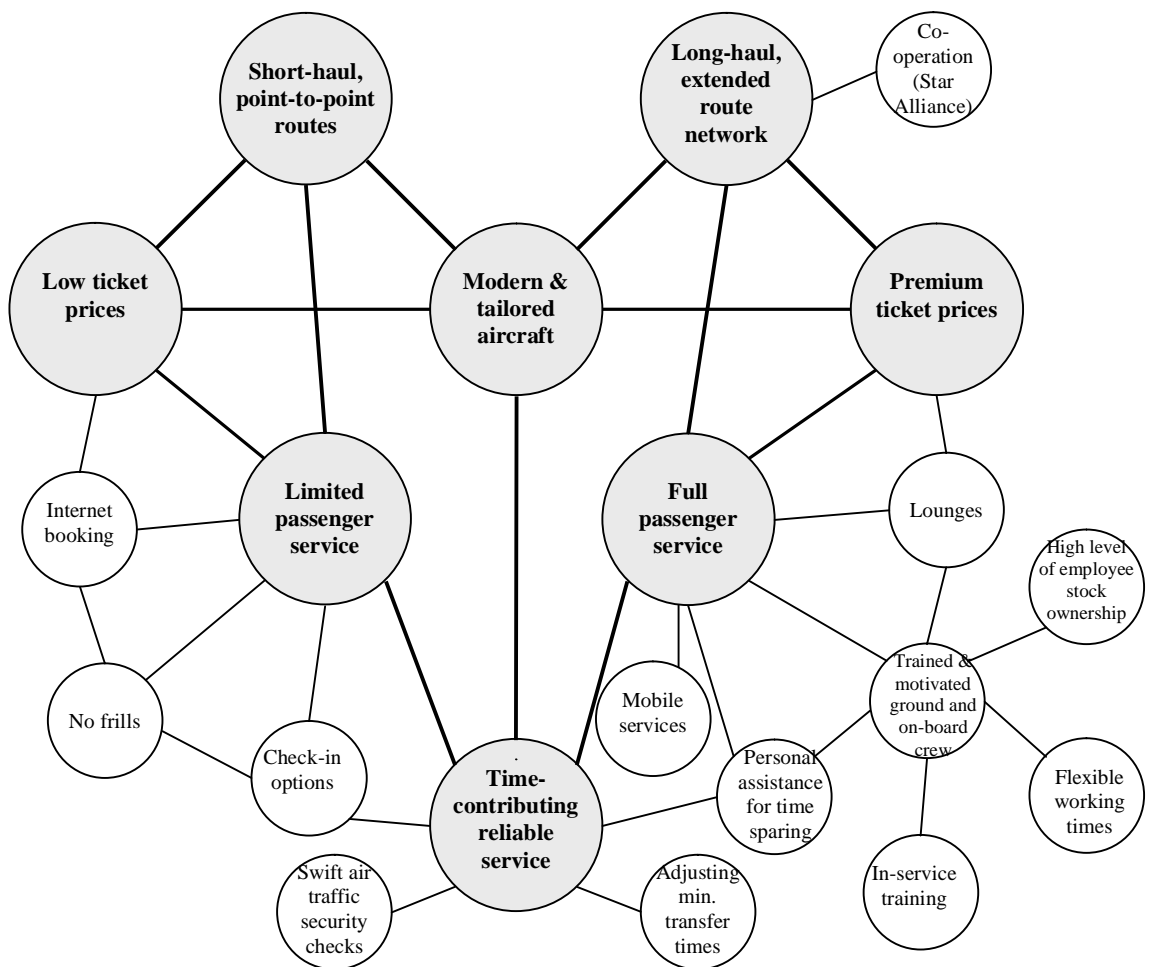 Short-haul,
point-to-point
routes
Long-haul,
extended
route
network
Co-
operation
(Star
Alliance)
Low ticket
prices
Modern &
tailored
aircraft
Premium
ticket prices
Internet
booking
Limited
passenger
service
Full
passenger
service
Lounges
High level
of employee
stock
ownership
No frills
Check-in
options
Mobile
services
Trained &
motivated
ground and
on-board
crew
Time-
contributing
reliable
service
Personal
assistance
for time
sparing
Flexible
working
times
Swift air
traffic
security
checks
Adjusting
min.
transfer
times
In-service
training